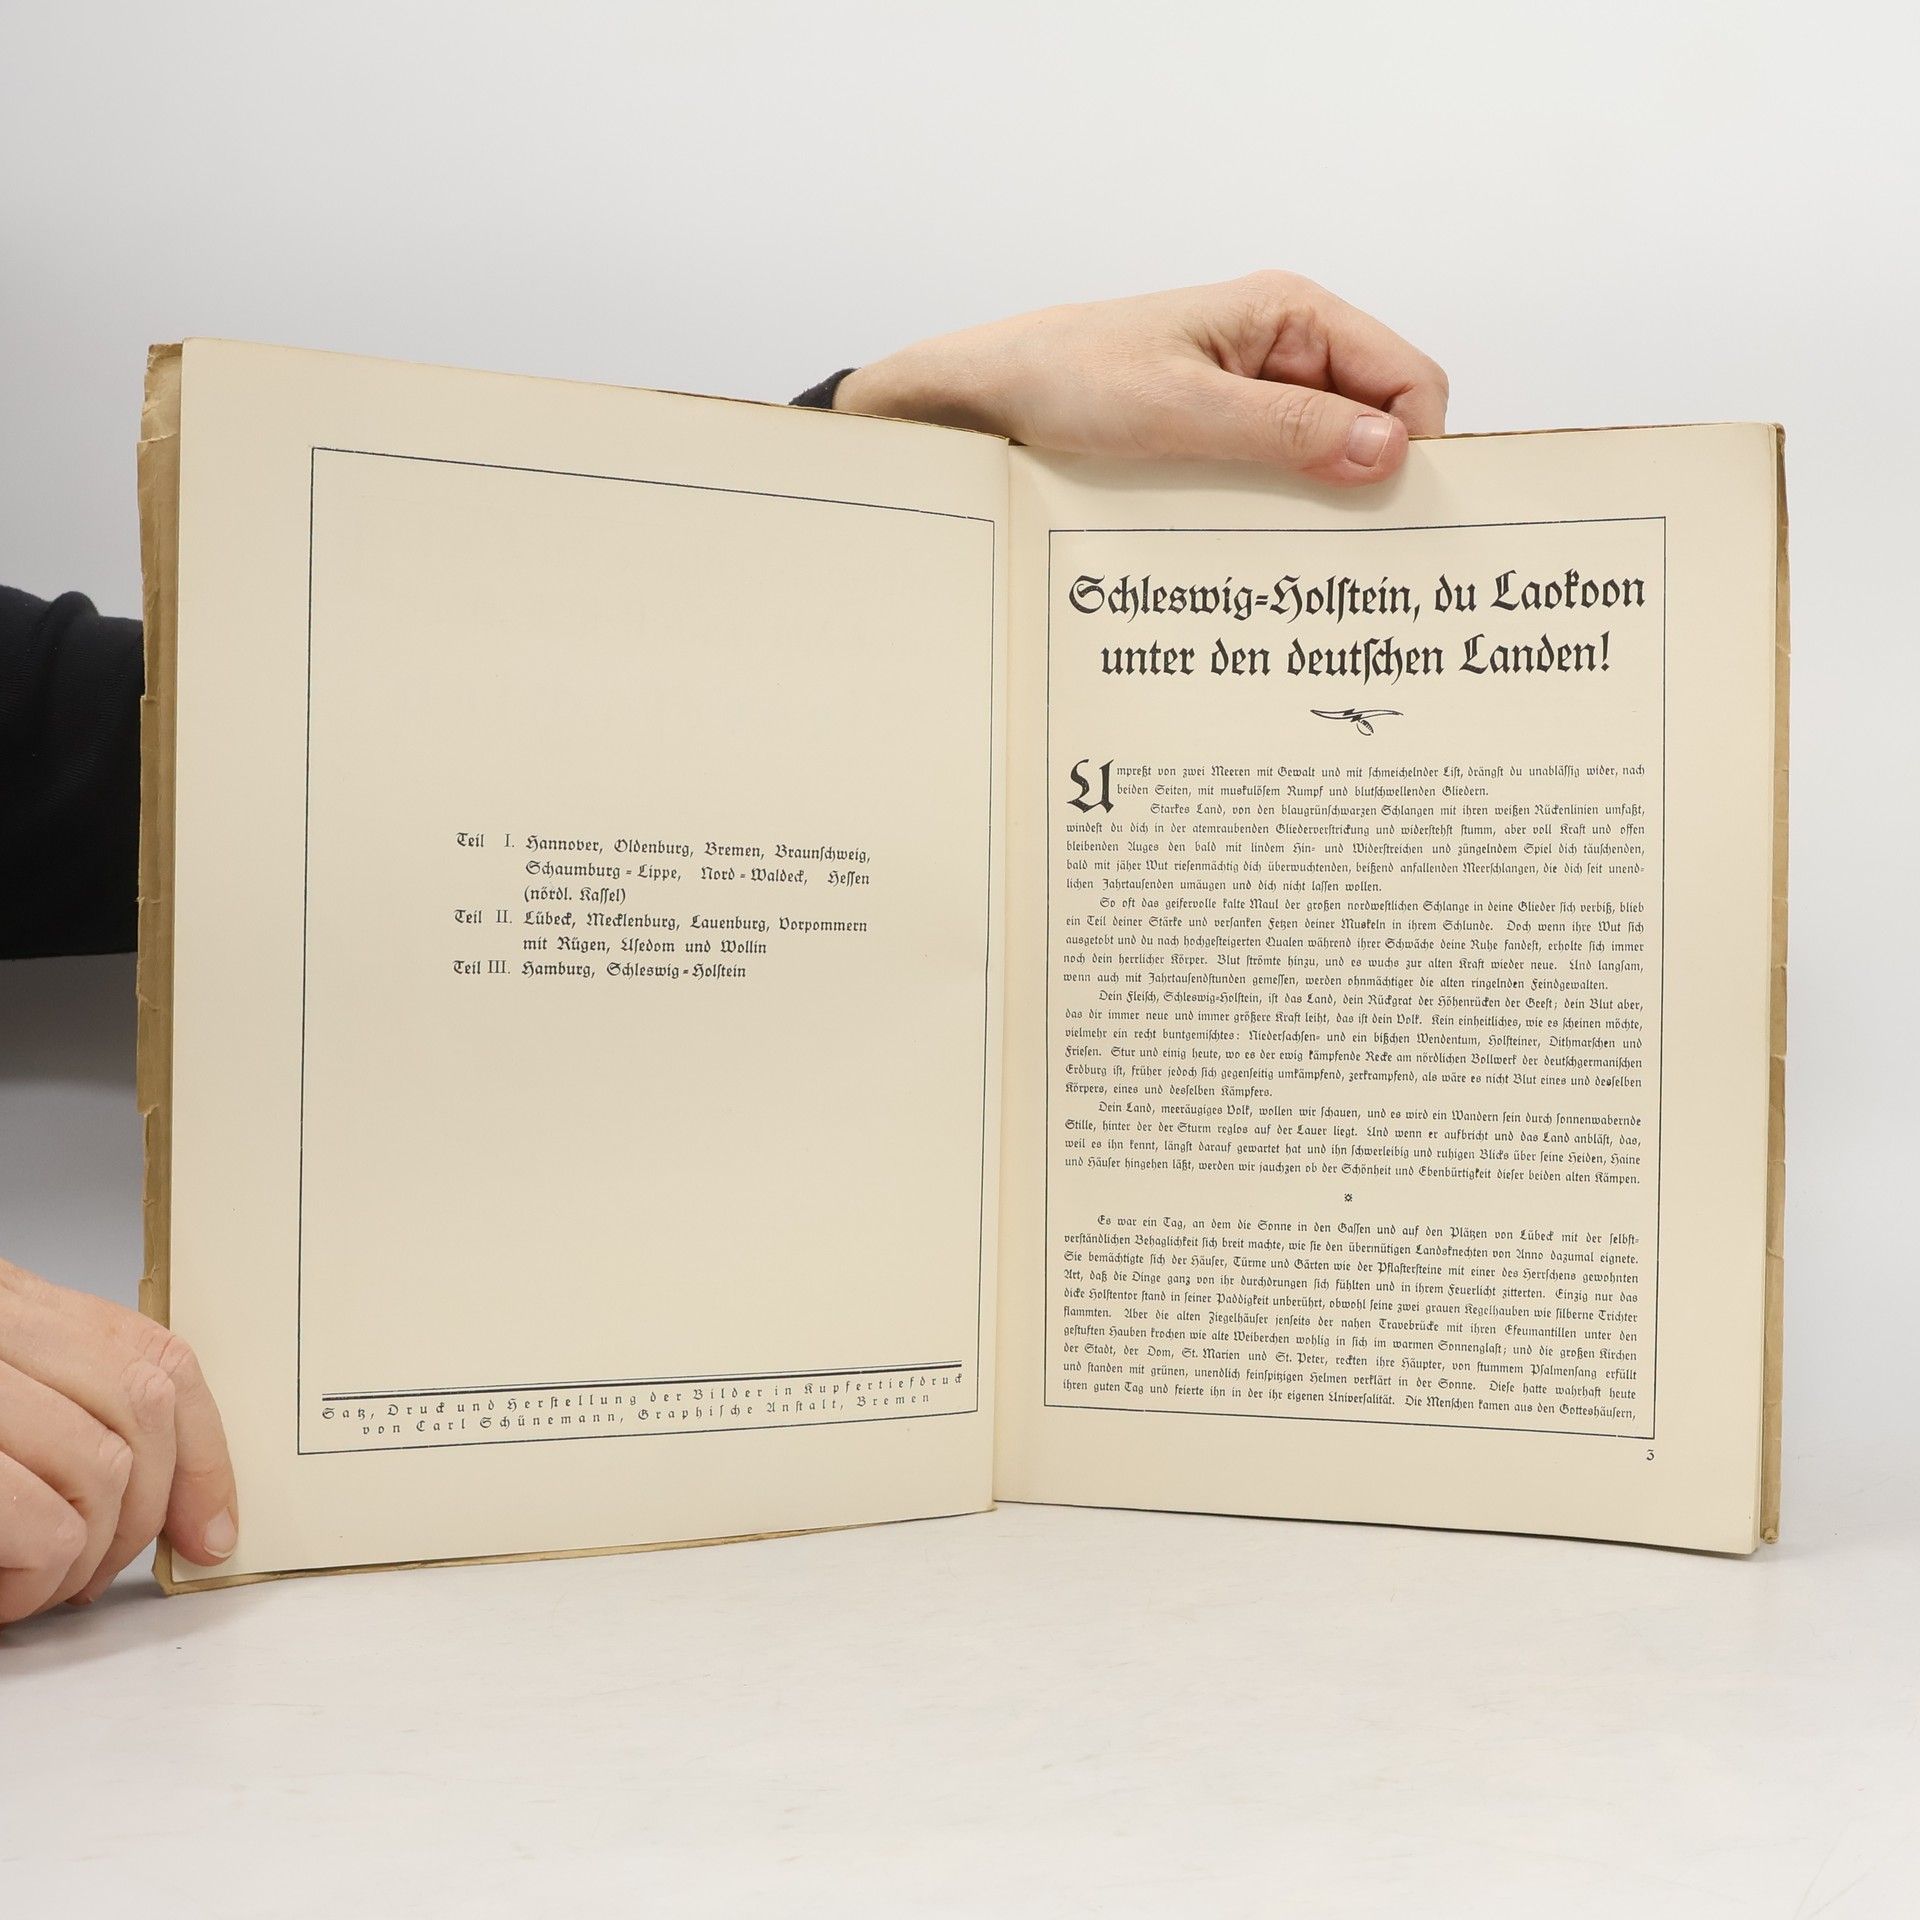 Teil I. Hannover, Oldenburg, Bremen, Braunſchweig,
Schaumburg-Lippe, Nord-Waldeck, Heſſen
(nördl. Kaſſel)
Teil II. Lübeck, Mecklenburg, Lauenburg, Vorpommern
mit Rügen, Uſedom und Wollin
Teil III. Hamburg, Schleswig-Holſtein
Satz, Druck und Herſtellung der Bilder in Kupfertiefdruck
von Carl Schünemann, Graphiſche Anſtalt, Bremen
Schleswig-Holſtein, du Laokoon
unter den deutſchen Landen!
Umpreßt von zwei Meeren mit Gewalt und mit ſchmeichelnder Liſt, drängſt du unabläſſig wider, nach
beiden Seiten, mit muskulöſem Rumpf und blutſchwellenden Gliedern.
Starkes Land, von den blaugrünſchwarzen Schlangen mit ihren weißen Rückenlinien umfaßt,
windeſt du dich in der atemraubenden Gliederverſtrickung und widerſtehſt ſtumm, aber voll Kraft und offen
bleibenden Auges den bald mit lindem Hin- und Widerſtreichen und züngelndem Spiel dich täuſchenden,
bald mit jäher Wut rieſenmächtig dich überwuchtenden, beißend anfallenden Meerſchlangen, die dich ſeit unend-
lichen Jahrtauſenden umäugen und dich nicht laſſen wollen.
So oft das geifervolle kalte Maul der großen nordweſtlichen Schlange in deine Glieder ſich verbiß, blieb
ein Teil deiner Stärke und verſanken Fetzen deiner Muskeln in ihrem Schlunde. Doch wenn ihre Wut ſich
ausgetobt und du nach hochgeſteigerten Qualen während ihrer Schwäche deine Ruhe fandeſt, erholte ſich immer
noch dein herrlicher Körper. Blut ſtrömte hinzu, und es wuchs zur alten Kraft wieder neue. Und langſam,
wenn auch mit Jahrtauſendſtunden gemeſſen, werden ohnmächtiger die alten ringelnden Feindgewalten.
Dein Fleiſch, Schleswig-Holſtein, iſt das Land, dein Rückgrat der Höhenrücken der Geeſt; dein Blut aber,
das dir immer neue und immer größere Kraft leiht, das iſt dein Volk. Kein einheitliches, wie es ſcheinen möchte,
vielmehr ein recht buntgemiſchtes: Niederſachſen- und ein bißchen Wendentum, Holſteiner, Dithmarſchen und
Frieſen. Stur und einig heute, wo es der ewig kämpfende Recke am nördlichen Bollwerk der deutſchgermaniſchen
Erdburg iſt, früher jedoch ſich gegenſeitig umkämpfend, zerkrampfend, als wäre es nicht Blut eines und desſelben
Körpers, eines und desſelben Kämpfers.
Dein Land, meeräugiges Volk, wollen wir ſchauen, und es wird ein Wandern ſein durch ſonnenwabernde
Stille, hinter der der Sturm reglos auf der Lauer liegt. Und wenn er aufbricht und das Land anbläſt, das,
weil es ihn kennt, längſt darauf gewartet hat und ihn ſchwerleibig und ruhigen Blicks über ſeine Heiden, Haine
und Häuſer hingehen läßt, werden wir jauchzen ob der Schönheit und Ebenbürtigkeit dieſer beiden alten Kämpen.
Es war ein Tag, an dem die Sonne in den Gaſſen und auf den Plätzen von Lübeck mit der ſelbſt-
verſtändlichen Behaglichkeit ſich breit machte, wie ſie den übermütigen Landsknechten von Anno dazumal eignete.
Sie bemächtigte ſich der Häuſer, Türme und Gärten wie der Pflaſterſteine mit einer des Herrſchens gewohnten
Art, daß die Dinge ganz von ihr durchdrungen ſich fühlten und in ihrem Feuerlicht zitterten. Einzig nur das
dicke Holſtentor ſtand in ſeiner Paddigkeit unberührt, obwohl ſeine zwei grauen Kegelhauben wie ſilberne Trichter
flammten. Aber die alten Ziegelhäuſer jenſeits der nahen Travebrücke mit ihren Efeumantillen unter den
geſtuften Hauben krochen wie alte Weiberchen wohlig in ſich im warmen Sonnenglaſt; und die großen Kirchen
der Stadt, der Dom, St. Marien und St. Peter, reckten ihre Häupter, von ſtummem Pſalmenſang erfüllt
und ſtanden mit grünen, unendlich feinſpitzigen Helmen verklärt in der Sonne. Dieſe hatte wahrhaft heute
ihren guten Tag und feierte ihn in der ihr eigenen Univerſalität. Die Menſchen kamen aus den Gotteshäuſern,
3